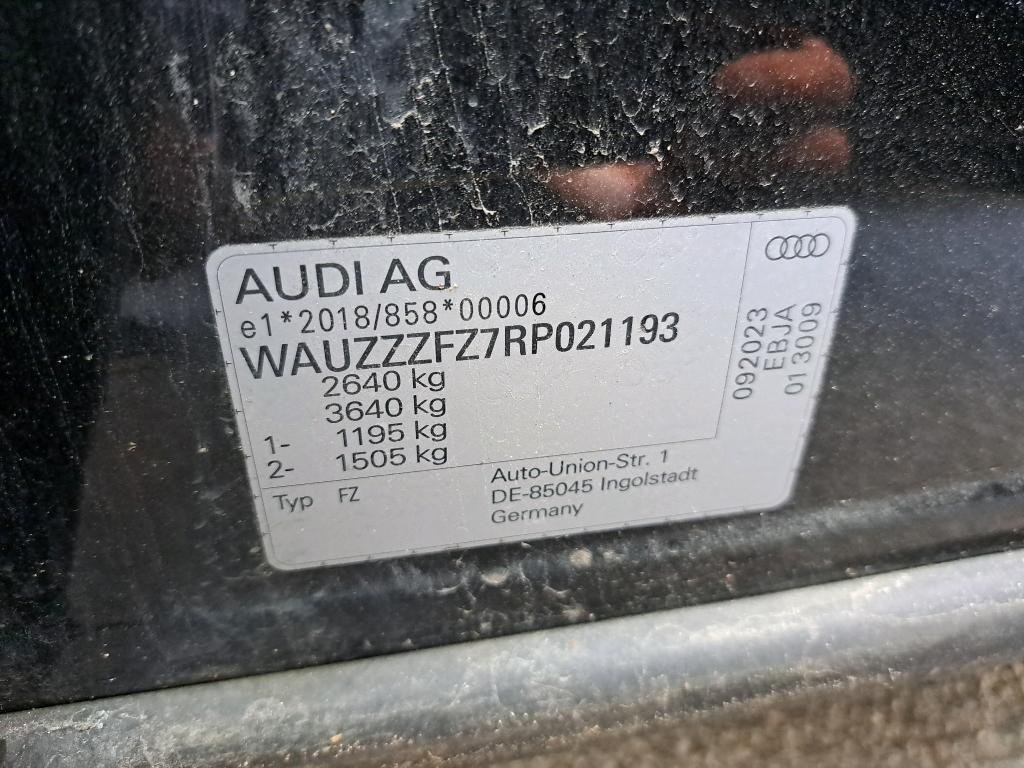 AUDI AG
e1*2018/858*00006
WAUZZZFZ7RP021193
2640 kg
3640 kg
1- 1195 kg
2- 1505 kg
Typ FZ
Auto-Union-Str. 1
DE-85045 Ingolstadt
Germany
092023
EBJA
013009